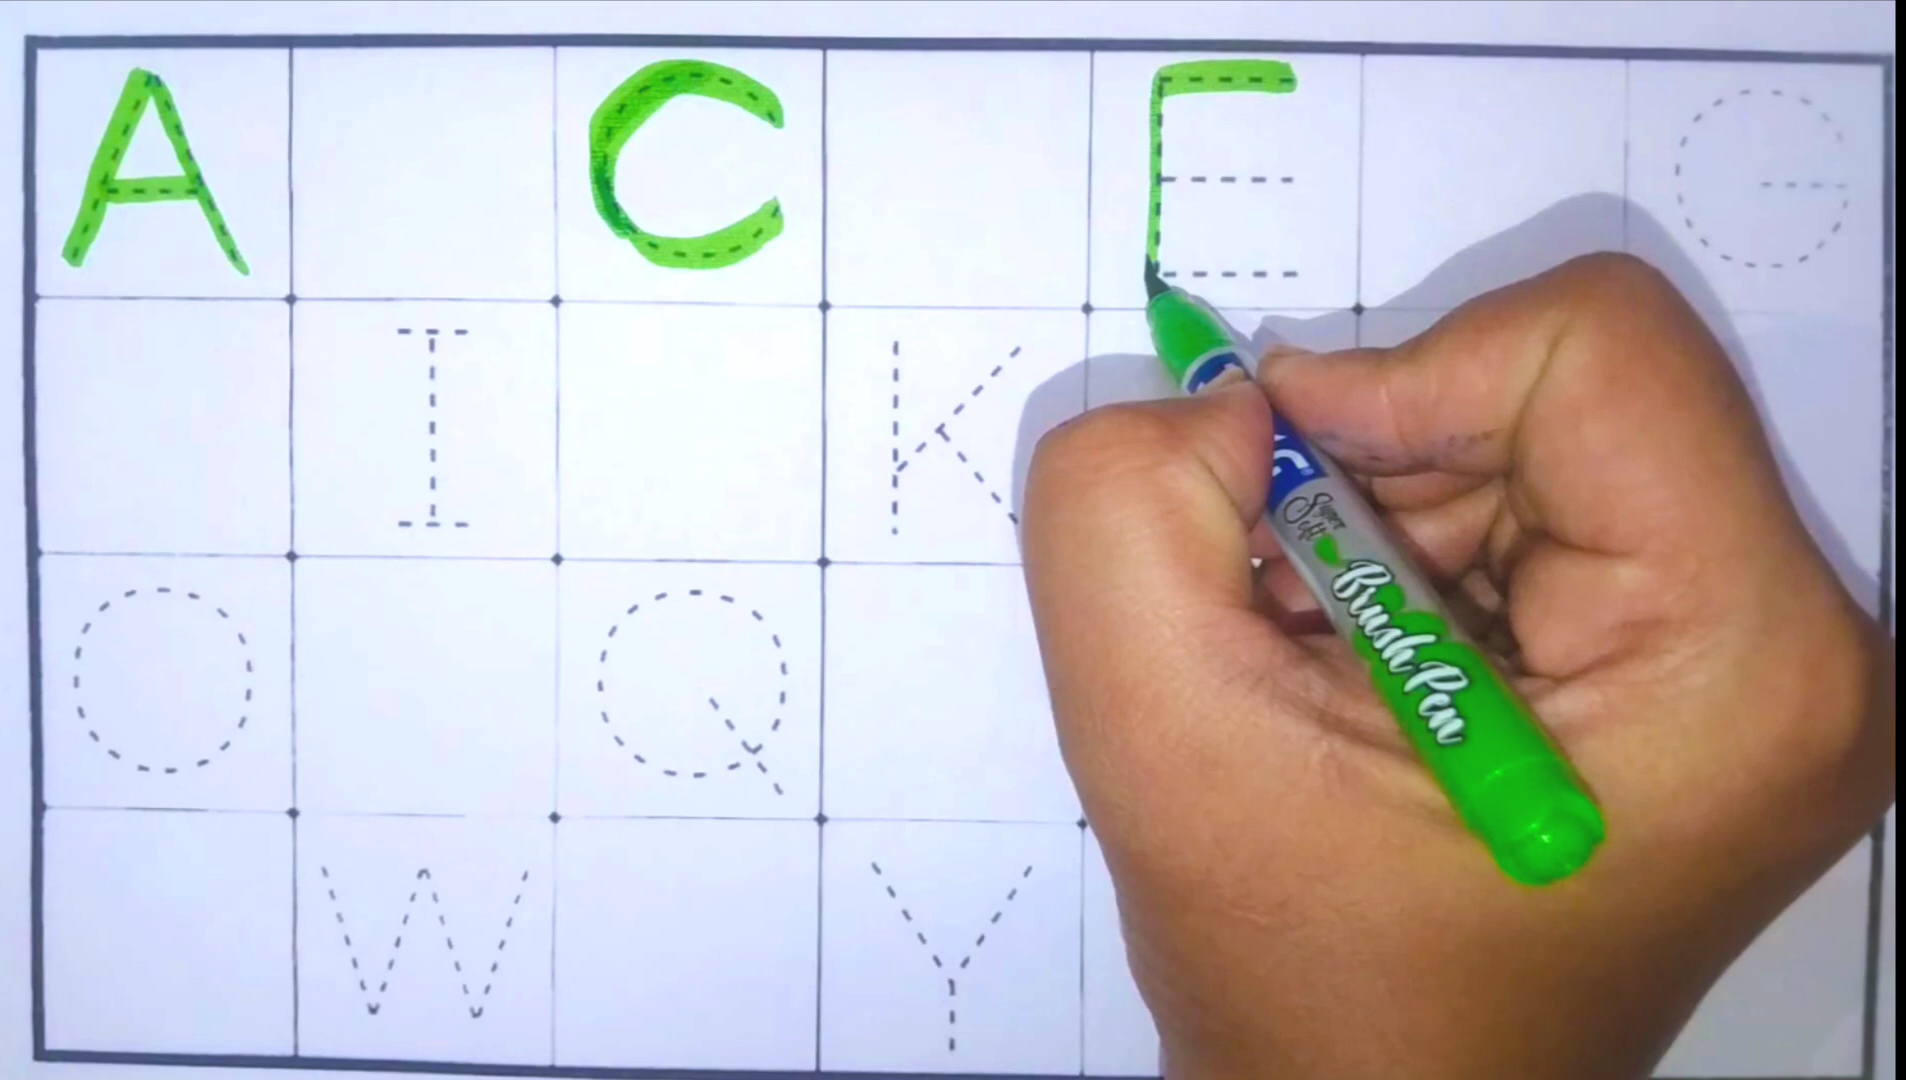 A C E G
I K
O Q
W Y
Super
Soft
Brush Pen